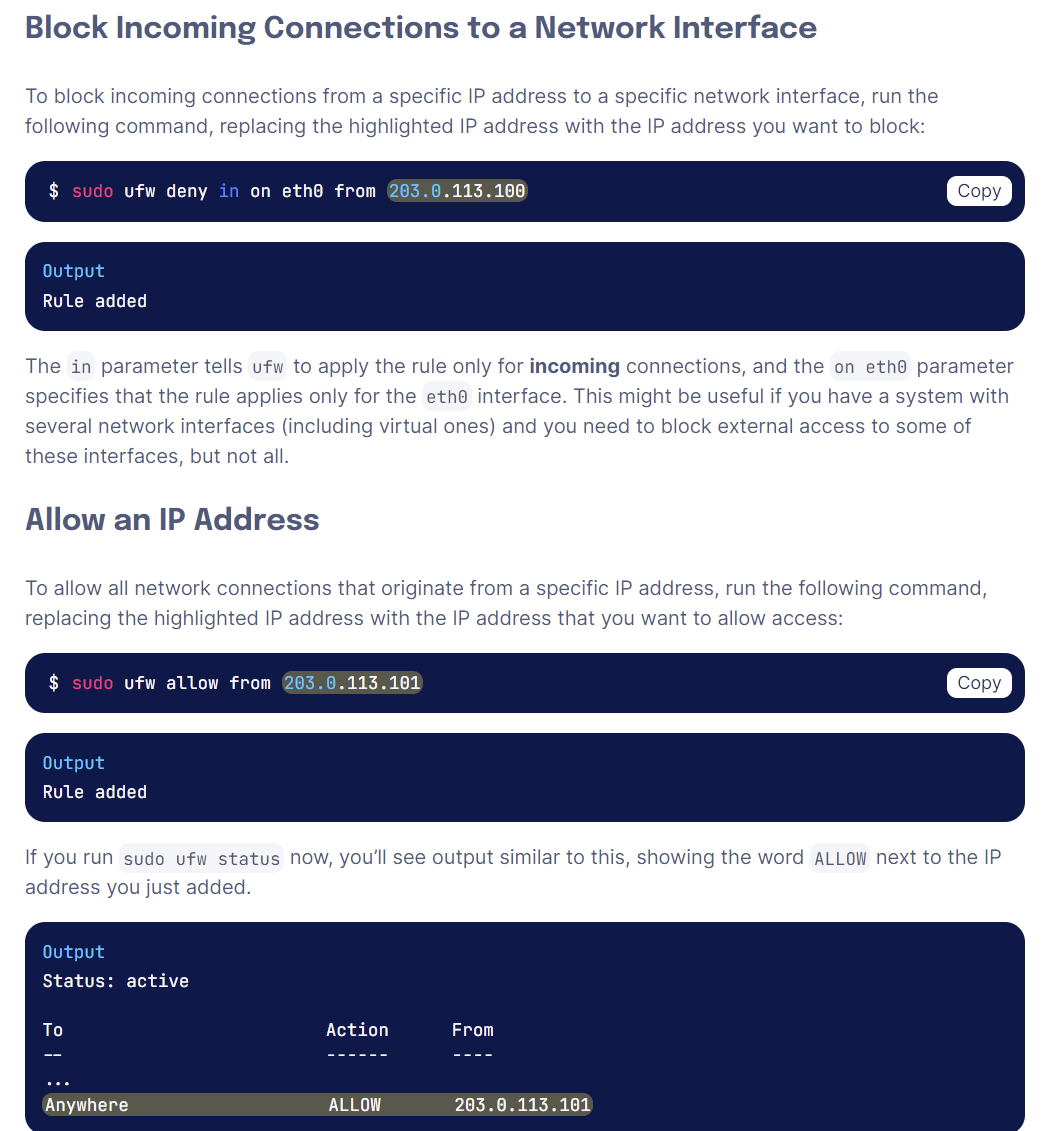 Block Incoming Connections to a Network Interface
To block incoming connections from a specific IP address to a specific network interface, run the
following command, replacing the highlighted IP address with the IP address you want to block:
$ sudo ufw deny in on eth0 from 203.0.113.100
Copy
Output
Rule added
The in parameter tells ufw to apply the rule only for incoming connections, and the on eth0 parameter
specifies that the rule applies only for the eth0 interface. This might be useful if you have a system with
several network interfaces (including virtual ones) and you need to block external access to some of
these interfaces, but not all.
Allow an IP Address
To allow all network connections that originate from a specific IP address, run the following command,
replacing the highlighted IP address with the IP address that you want to allow access:
$ sudo ufw allow from 203.0.113.101
Copy
Output
Rule added
If you run sudo ufw status now, you’ll see output similar to this, showing the word ALLOW next to the IP
address you just added.
Output
Status: active
To Action From
-- ------ ----
...
Anywhere ALLOW 203.0.113.101